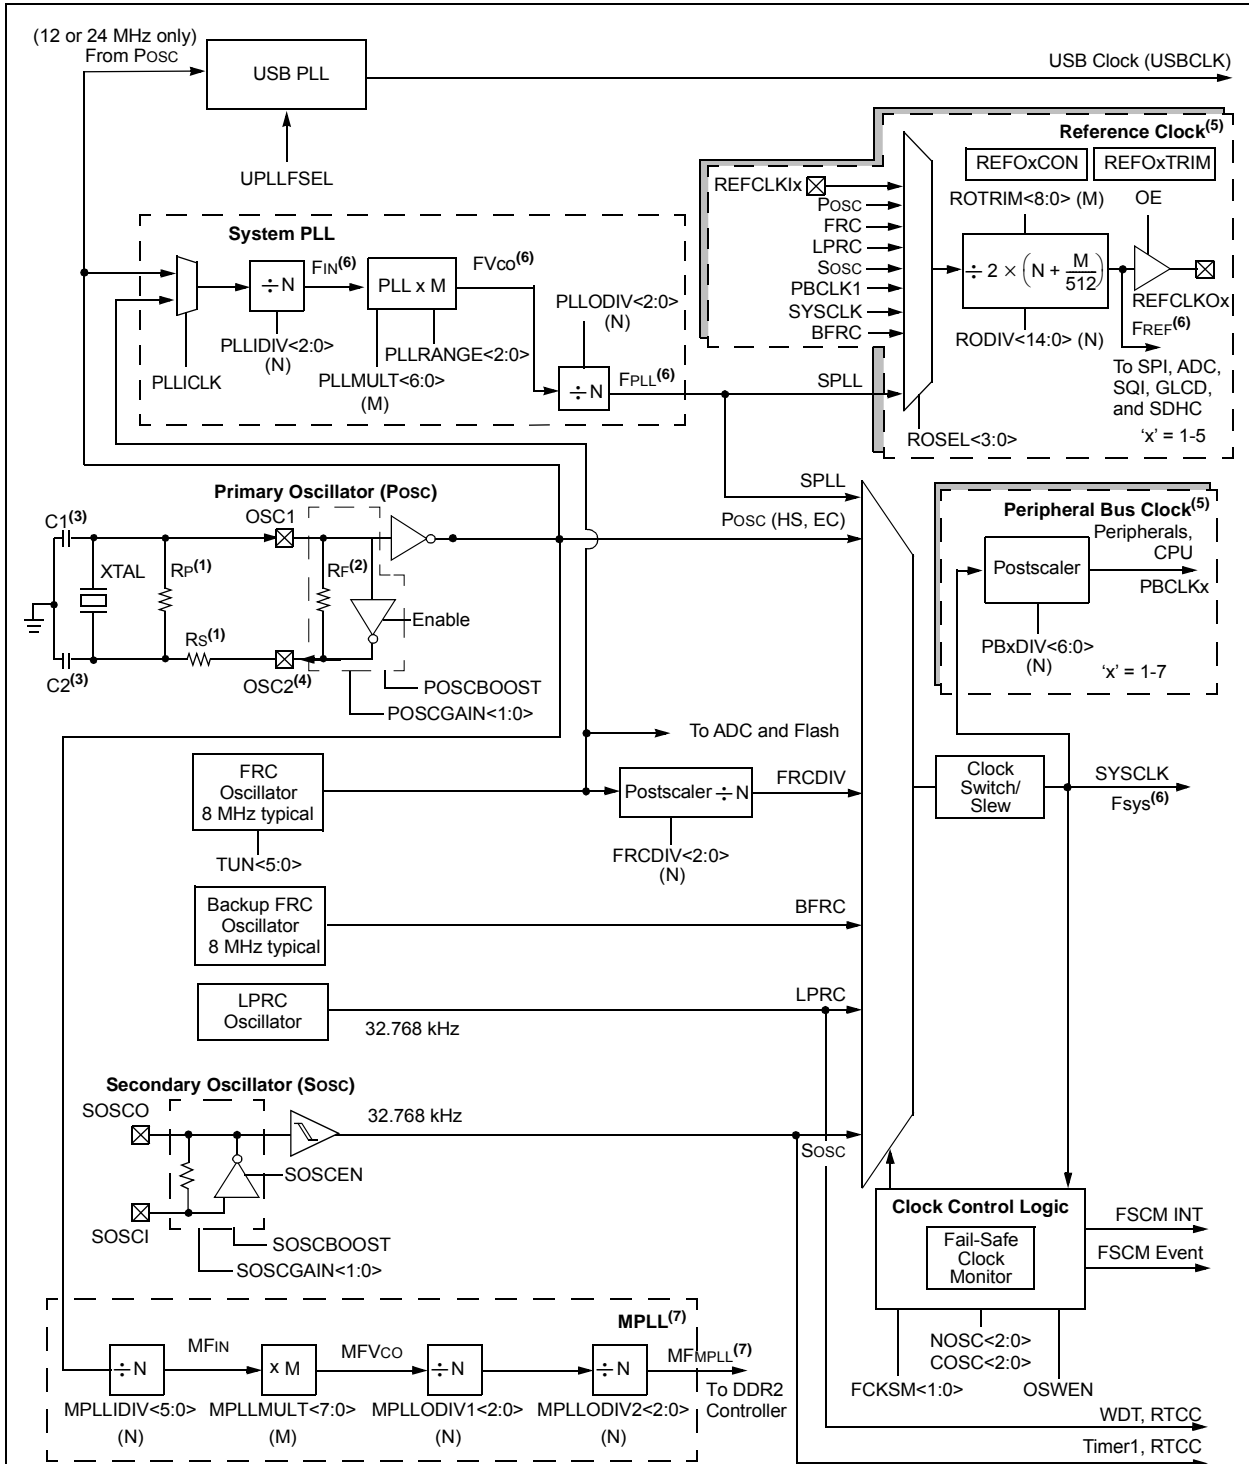 (12 or 24 MHz only)
From POSC
USB PLL
USB Clock (USBCLK)
UPLLFSEL
Reference Clock(5)
REFOxCON
REFOxTRIM
REFCLKIx
POSC
FRC
LPRC
SOSC
PBCLK1
SYSCLK
BFRC
ROTRIM<8:0> (M)
OE
÷ 2 × (N + M/512)
REFCLKOx
RODIV<14:0> (N)
FREF(6)
To SPI, ADC,
SQI, GLCD,
and SDHC
'x' = 1-5
SPLL
ROSEL<3:0>
System PLL
FIN(6)
FVco(6)
÷ N
PLL x M
PLLIDIV<2:0>
(N)
PLLRANGE<2:0>
PLLICLK
PLLMULT<6:0>
(M)
PLLODIV<2:0>
(N)
÷ N
FPLL(6)
Primary Oscillator (POSC)
C1(3)
OSC1
XTAL
RP(1)
RF(2)
Enable
RS(1)
C2(3)
OSC2(4)
POSCBOOST
POSCGAIN<1:0>
SPLL
POSC (HS, EC)
Peripheral Bus Clock(5)
Peripherals,
CPU
Postscaler
PBCLKx
PBxDIV<6:0>
(N)
'x' = 1-7
To ADC and Flash
FRC
Oscillator
8 MHz typical
TUN<5:0>
Postscaler ÷ N
FRCDIV
FRCDIV<2:0>
(N)
Clock
Switch/
Slew
SYSCLK
Fsys(6)
Backup FRC
Oscillator
8 MHz typical
BFRC
LPRC
Oscillator
32.768 kHz
LPRC
Secondary Oscillator (SOSC)
SOSCO
32.768 kHz
SOSC
SOSCEN
SOSCI
SOSCBOOST
SOSCGAIN<1:0>
Clock Control Logic
Fail-Safe
Clock
Monitor
FSCM INT
FSCM Event
NOSC<2:0>
COSC<2:0>
FCKSM<1:0>
OSWEN
MPLL(7)
÷ N
MFIN
x M
MFVCO
÷ N
÷ N
MFMPLL(7)
To DDR2
Controller
MPLLIDIV<5:0>
(N)
MPLLMULT<7:0>
(M)
MPLLODIV1<2:0>
(N)
MPLLODIV2<2:0>
(N)
WDT, RTCC
Timer1, RTCC